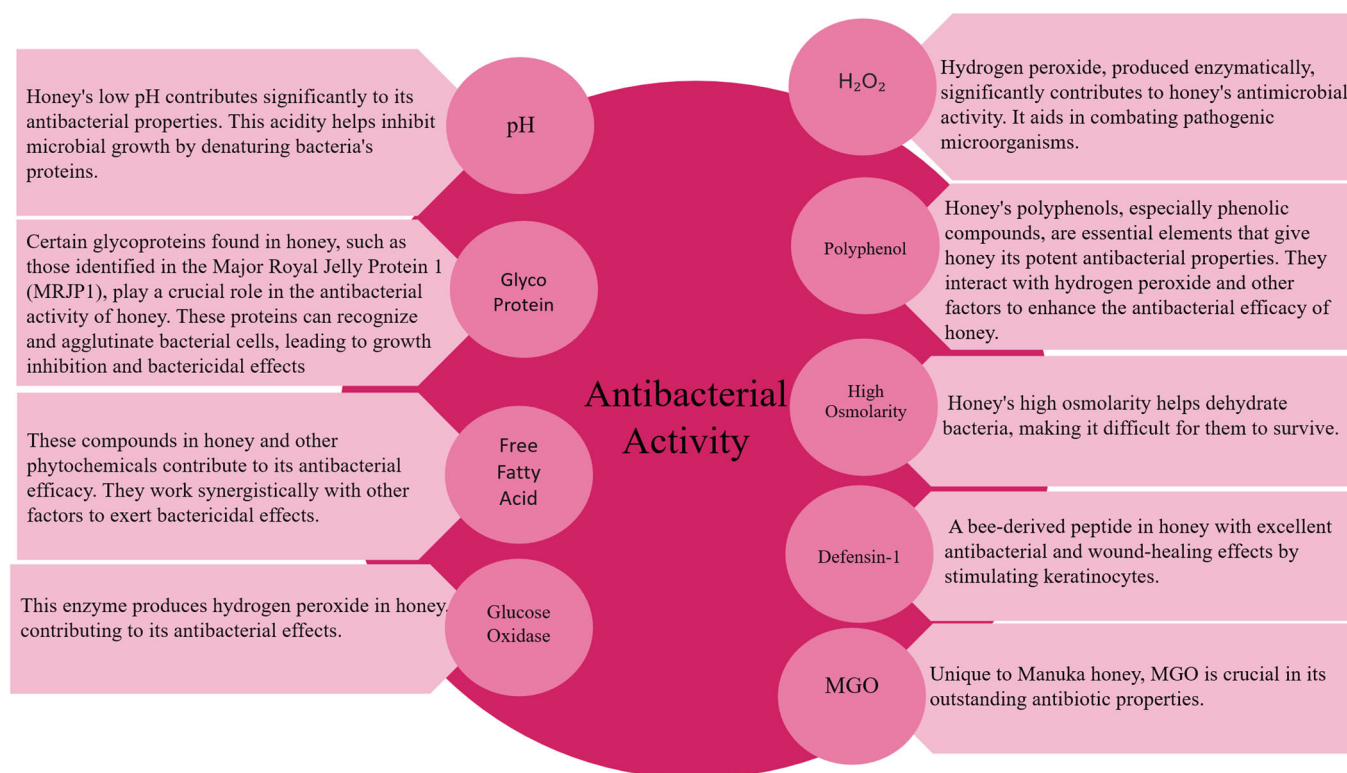 Honey's low pH contributes significantly to its
antibacterial properties. This acidity helps inhibit
microbial growth by denaturing bacteria's
proteins.
pH
Certain glycoproteins found in honey, such as
those identified in the Major Royal Jelly Protein 1
(MRJP1), play a crucial role in the antibacterial
activity of honey. These proteins can recognize
and agglutinate bacterial cells, leading to growth
inhibition and bactericidal effects
Glyco
Protein
These compounds in honey and other
phytochemicals contribute to its antibacterial
efficacy. They work synergistically with other
factors to exert bactericidal effects.
Free
Fatty
Acid
This enzyme produces hydrogen peroxide in honey,
contributing to its antibacterial effects.
Glucose
Oxidase
Antibacterial
Activity
H₂O₂
Hydrogen peroxide, produced enzymatically,
significantly contributes to honey's antimicrobial
activity. It aids in combating pathogenic
microorganisms.
Polyphenol
Honey's polyphenols, especially phenolic
compounds, are essential elements that give
honey its potent antibacterial properties. They
interact with hydrogen peroxide and other
factors to enhance the antibacterial efficacy of
honey.
High
Osmolarity
Honey's high osmolarity helps dehydrate
bacteria, making it difficult for them to survive.
Defensin-1
A bee-derived peptide in honey with excellent
antibacterial and wound-healing effects by
stimulating keratinocytes.
MGO
Unique to Manuka honey, MGO is crucial in its
outstanding antibiotic properties.